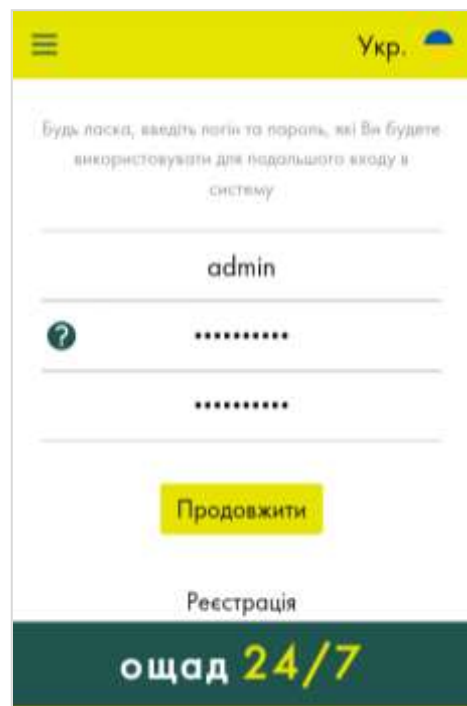 Укр.
Будь ласка, введіть логін та пароль, які Ви будете
використовувати для подальшого входу в
систему
admin
?
••••••••••
••••••••••
Продовжити
Реєстрація
ощад 24/7